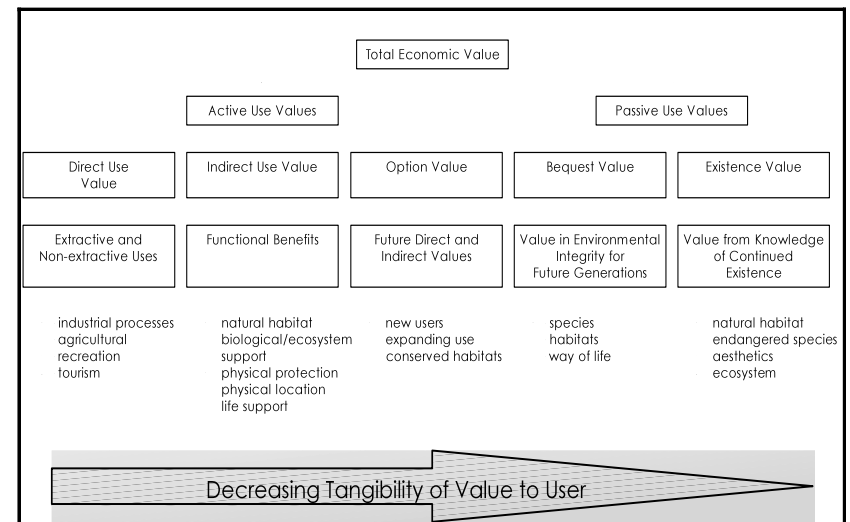 Total Economic Value
Active Use Values
Passive Use Values
Direct Use
Value
Indirect Use Value
Option Value
Bequest Value
Existence Value
Extractive and
Non-extractive Uses
Functional Benefits
Future Direct and
Indirect Values
Value in Environmental
Integrity for
Future Generations
Value from Knowledge
of Continued
Existence
industrial processes
agricultural
recreation
tourism
natural habitat
biological/ecosystem
support
physical protection
physical location
life support
new users
expanding use
conserved habitats
species
habitats
way of life
natural habitat
endangered species
aesthetics
ecosystem
Decreasing Tangibility of Value to User